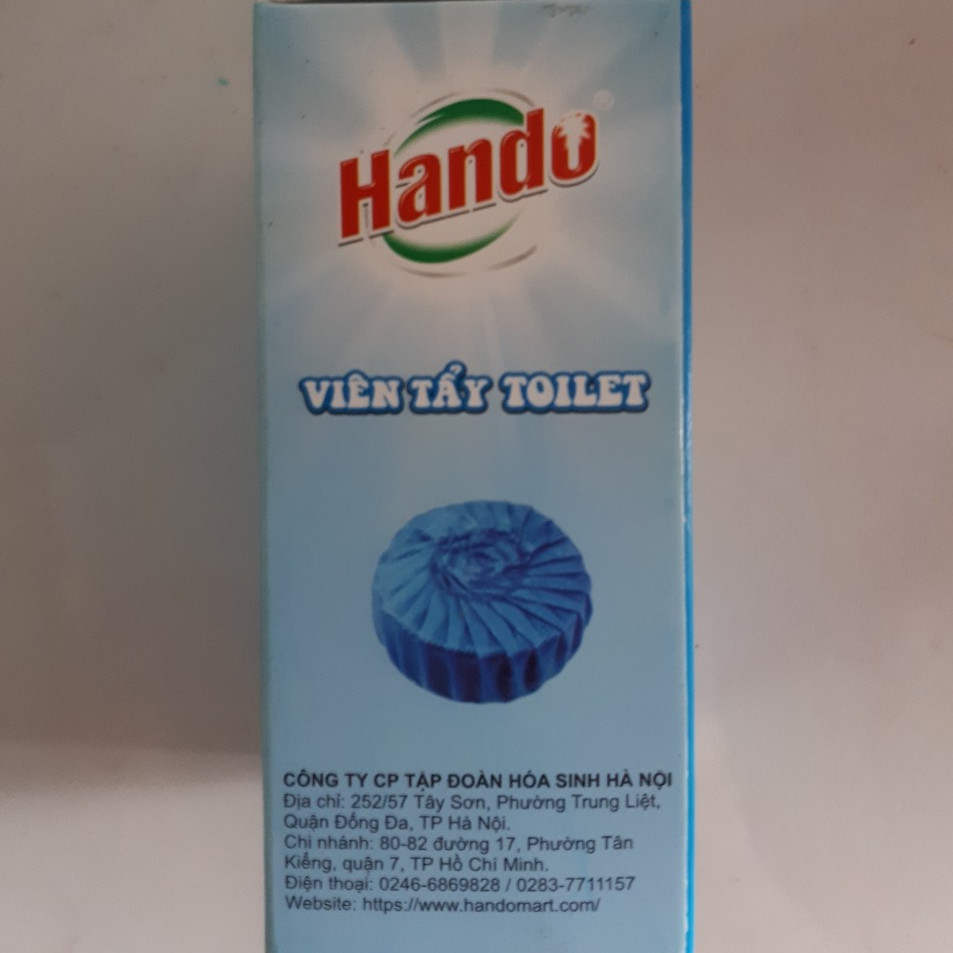 Hando®
VIÊN TẨY TOILET
CÔNG TY CP TẬP ĐOÀN HÓA SINH HÀ NỘI
Địa chỉ: 252/57 Tây Sơn, Phường Trung Liệt,
Quận Đống Đa, TP Hà Nội.
Chi nhánh: 80-82 đường 17, Phường Tân
Kiểng, quận 7, TP Hồ Chí Minh.
Điện thoại: 0246-6869828 / 0283-7711157
Website: https://www.handomart.com/